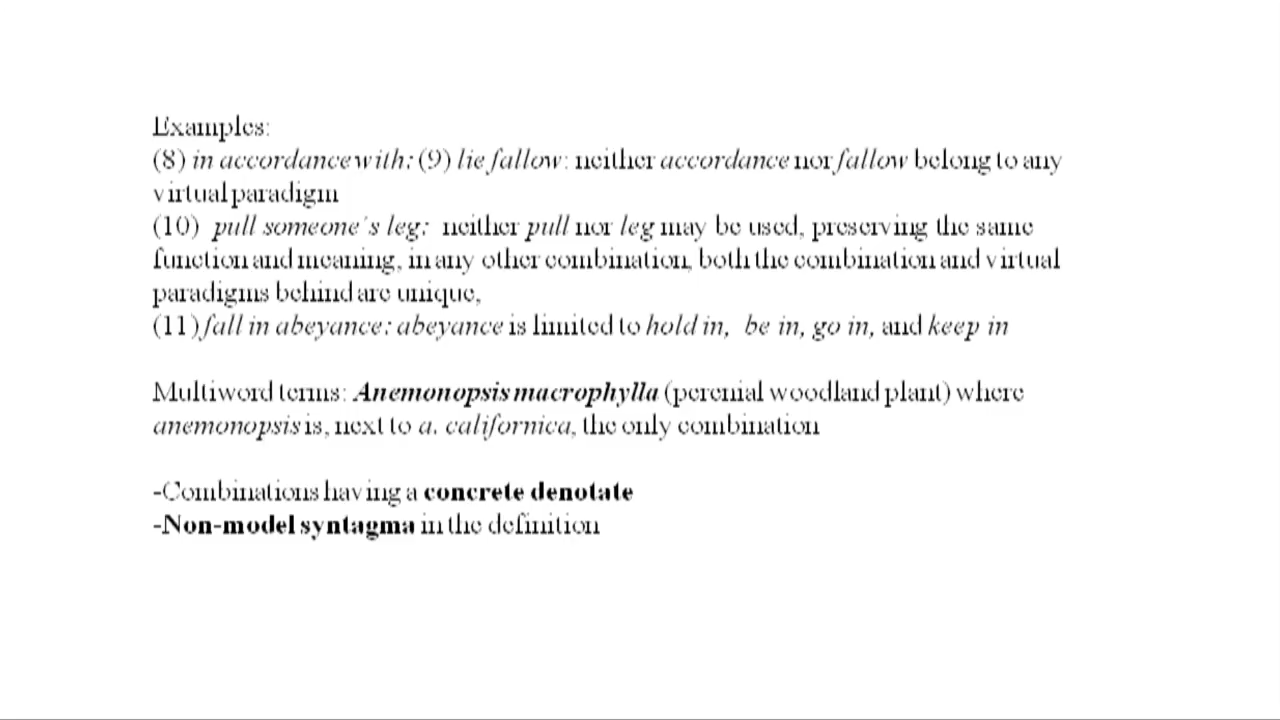 Examples:
(8) in accordance with: (9) lie fallow: neither accordance nor fallow belong to any
virtual paradigm
(10) pull someone´s leg: neither pull nor leg may be used, preserving the same
function and meaning, in any other combination, both the combination and virtual
paradigms behind are unique,
(11) fall in abeyance: abeyance is limited to hold in, be in, go in, and keep in
Multiword terms: Anemonopsis macrophylla (perenial woodland plant) where
anemonopsis is, next to a. californica, the only combination
-Combinations having a concrete denotate
-Non-model syntagma in the definition